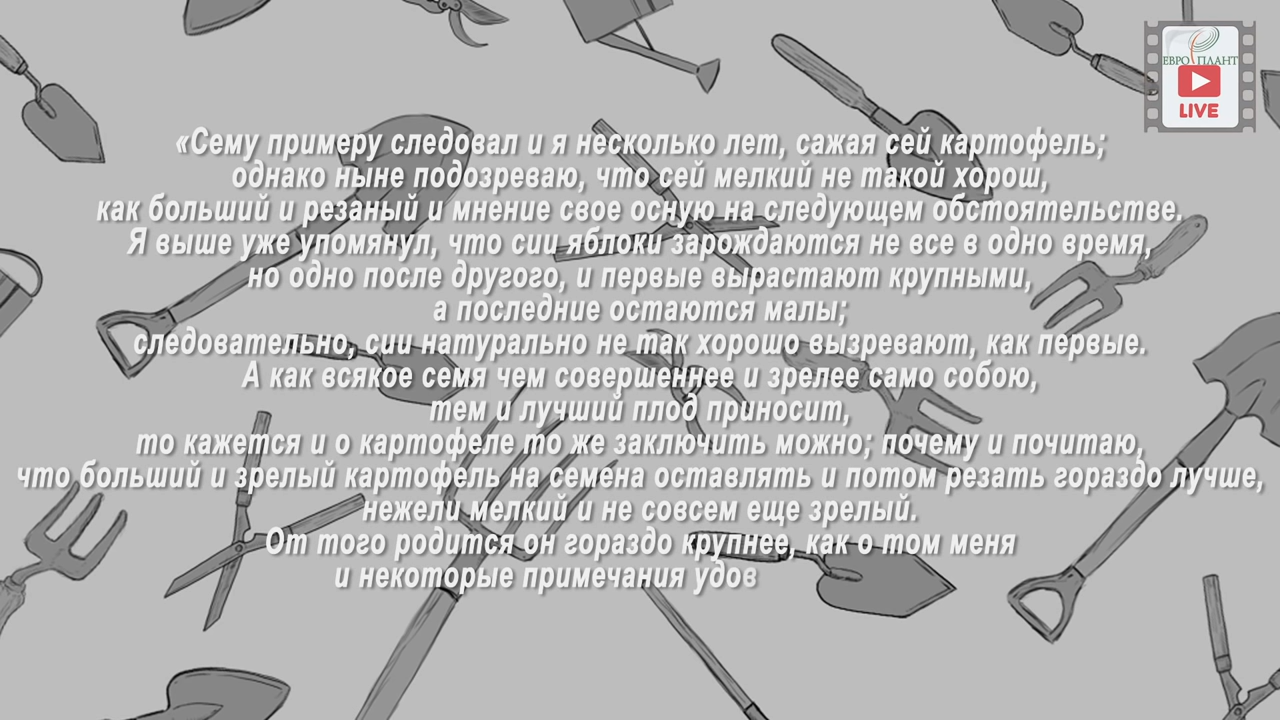 ЕВРО ПЛАНТ
LIVE
«Сему примеру следовал и я несколько лет, сажая сей картофель;
однако ныне подозреваю, что сей мелкий не такой хорош,
как больший и резаный и мнение свое осную на следующем обстоятельстве.
Я выше уже упомянул, что сии яблоки зарождаются не все в одно время,
но одно после другого, и первые вырастают крупными,
а последние остаются малы;
следовательно, сии натурально не так хорошо вызревают, как первые.
А как всякое семя чем совершеннее и зрелее само собою,
тем и лучший плод приносит,
то кажется и о картофеле то же заключить можно; почему и почитаю,
что больший и зрелый картофель на семена оставлять и потом резать гораздо лучше,
нежели мелкий и не совсем еще зрелый.
От того родится он гораздо крупнее, как о том меня
и некоторые примечания удов